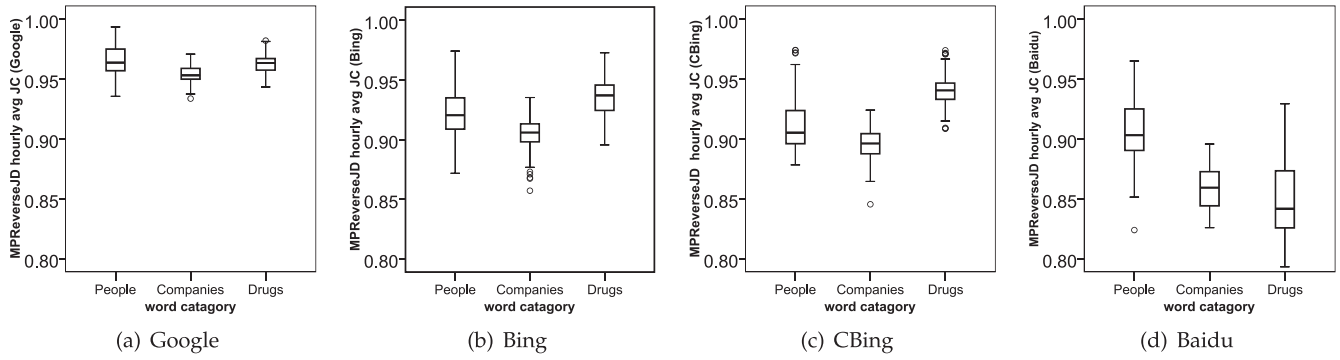 MPReverseJD hourly avg JC (Google)
1.00
0.95
0.90
0.85
0.80
People Companies Drugs
word catagory
(a) Google
MPReverseJD hourly avg JC (Bing)
1.00
0.95
0.90
0.85
0.80
People Companies Drugs
word catagory
(b) Bing
MPReverseJD hourly avg JC (CBing)
1.00
0.95
0.90
0.85
0.80
People Companies Drugs
word catagory
(c) CBing
MPReverseJD hourly avg JC (Baidu)
1.00
0.95
0.90
0.85
0.80
People Companies Drugs
word catagory
(d) Baidu